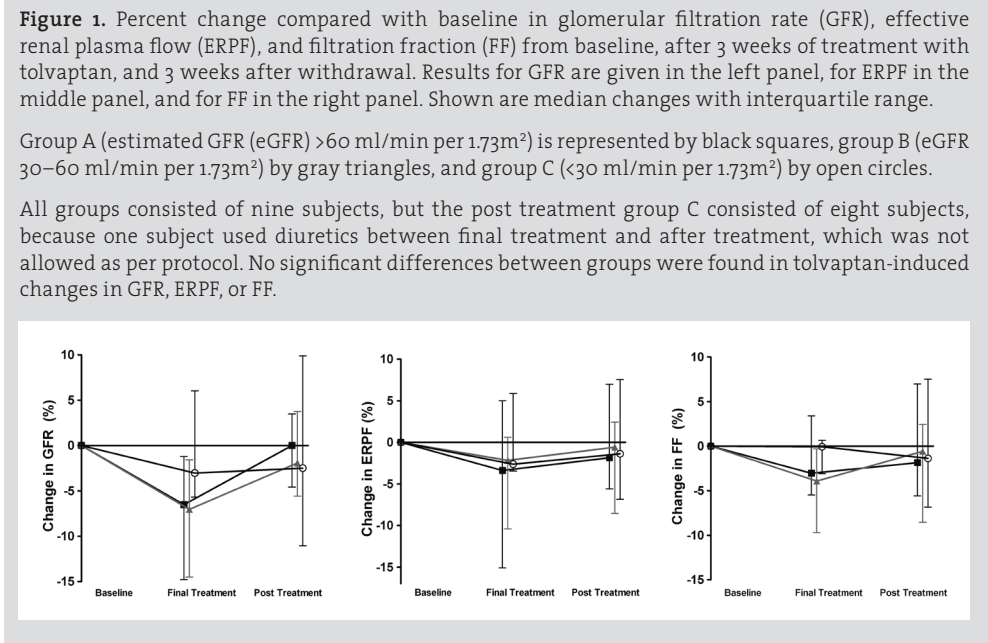 Figure 1. Percent change compared with baseline in glomerular filtration rate (GFR), effective
renal plasma flow (ERPF), and filtration fraction (FF) from baseline, after 3 weeks of treatment with
tolvaptan, and 3 weeks after withdrawal. Results for GFR are given in the left panel, for ERPF in the
middle panel, and for FF in the right panel. Shown are median changes with interquartile range.
Group A (estimated GFR (eGFR) >60 ml/min per 1.73m²) is represented by black squares, group B (eGFR
30–60 ml/min per 1.73m²) by gray triangles, and group C (<30 ml/min per 1.73m²) by open circles.
All groups consisted of nine subjects, but the post treatment group C consisted of eight subjects,
because one subject used diuretics between final treatment and after treatment, which was not
allowed as per protocol. No significant differences between groups were found in tolvaptan-induced
changes in GFR, ERPF, or FF.
Change in GFR (%)
10
5
0
-5
-10
-15
Baseline Final Treatment Post Treatment
Change in ERPF (%)
10
5
0
-5
-10
-15
Baseline Final Treatment Post Treatment
Change in FF (%)
10
5
0
-5
-10
-15
Baseline Final Treatment Post Treatment